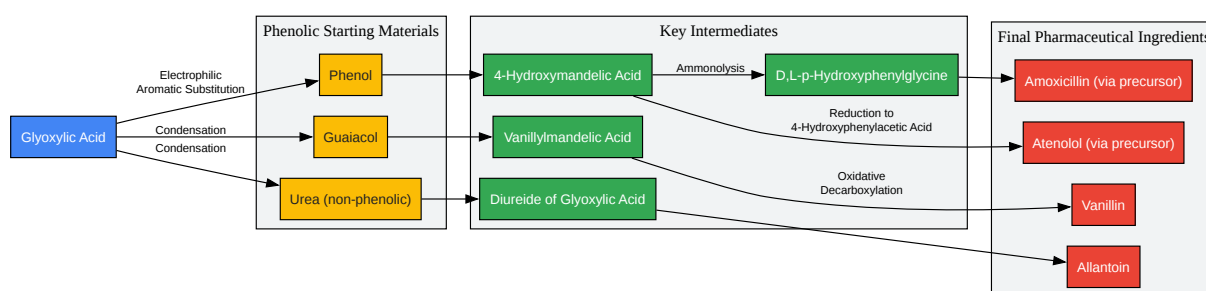 Phenolic Starting Materials
Key Intermediates
Final Pharmaceutical Ingredients
Glyoxylic Acid
Electrophilic
Aromatic Substitution
Condensation
Condensation
Phenol
Guaiacol
Urea (non-phenolic)
4-Hydroxymandelic Acid
Ammonolysis
D,L-p-Hydroxyphenylglycine
Vanillylmandelic Acid
Reduction to
4-Hydroxyphenylacetic Acid
Diureide of Glyoxylic Acid
Oxidative
Decarboxylation
Amoxicillin (via precursor)
Atenolol (via precursor)
Vanillin
Allantoin